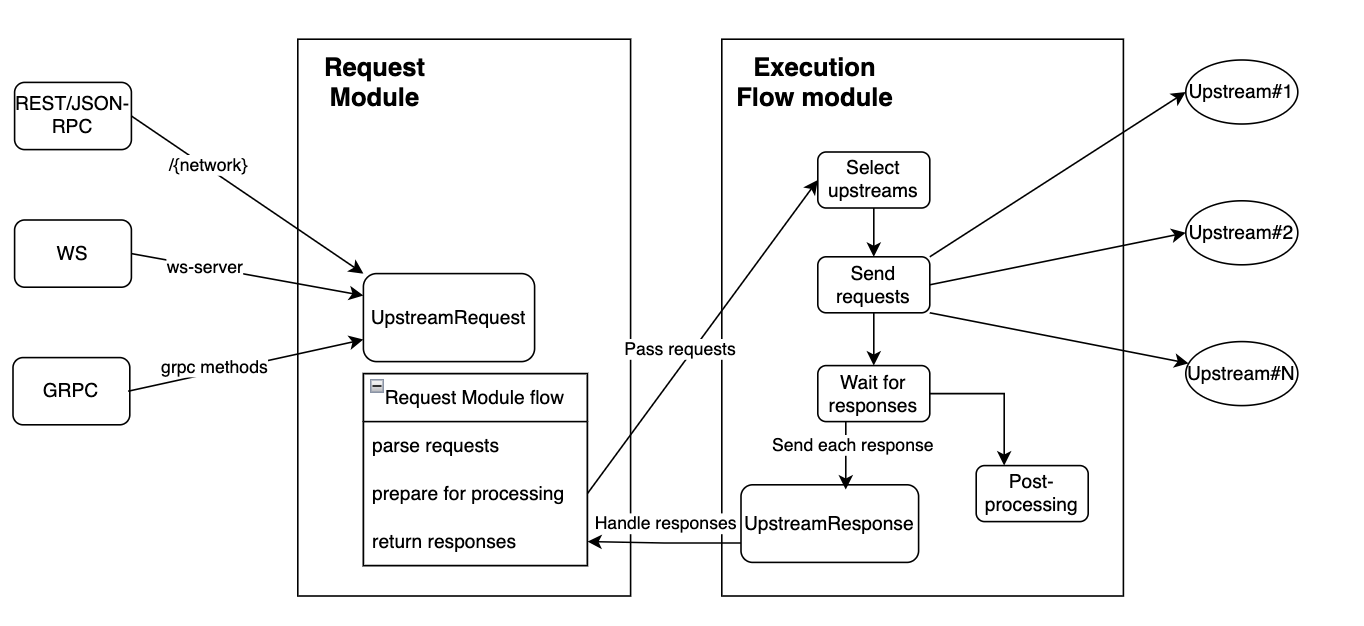 REST/JSON-
RPC
/{network}
WS
ws-server
GRPC
grpc methods
Request
Module
UpstreamRequest
Request Module flow
parse requests
prepare for processing
return responses
Pass requests
Handle responses
Execution
Flow module
Select
upstreams
Send
requests
Wait for
responses
Send each response
UpstreamResponse
Post-
processing
Upstream#1
Upstream#2
Upstream#N